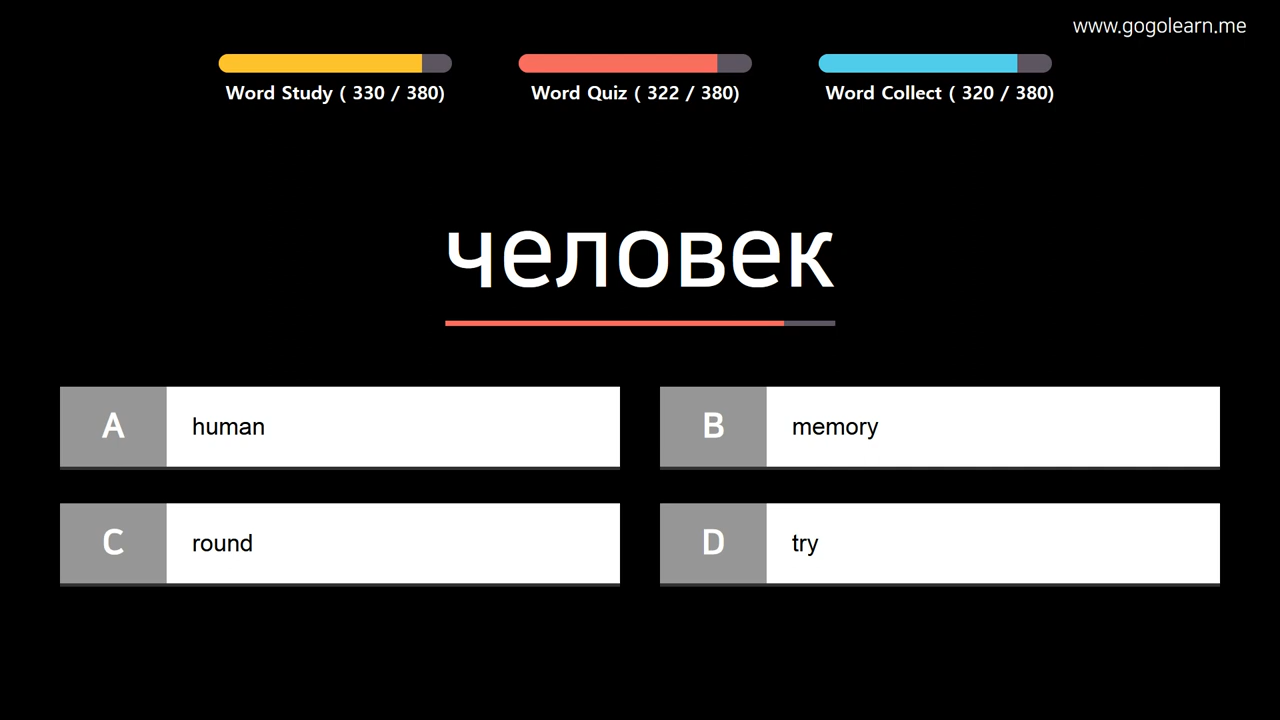 www.gogolearn.me
Word Study ( 330 / 380)
Word Quiz ( 322 / 380)
Word Collect ( 320 / 380)
человек
A human
B memory
C round
D try